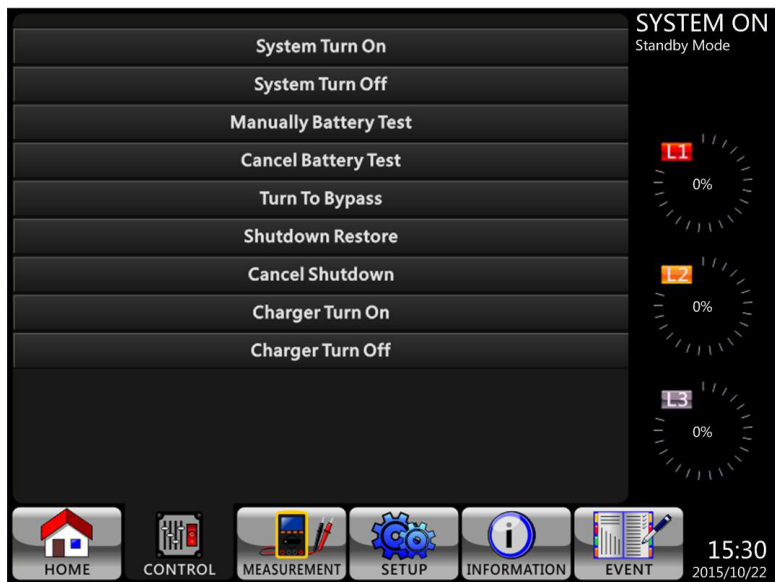 SYSTEM ON
Standby Mode
System Turn On
System Turn Off
Manually Battery Test
Cancel Battery Test
Turn To Bypass
Shutdown Restore
Cancel Shutdown
Charger Turn On
Charger Turn Off
L1
0%
L2
0%
L3
0%
HOME
CONTROL
MEASUREMENT
SETUP
INFORMATION
EVENT
15:30
2015/10/22